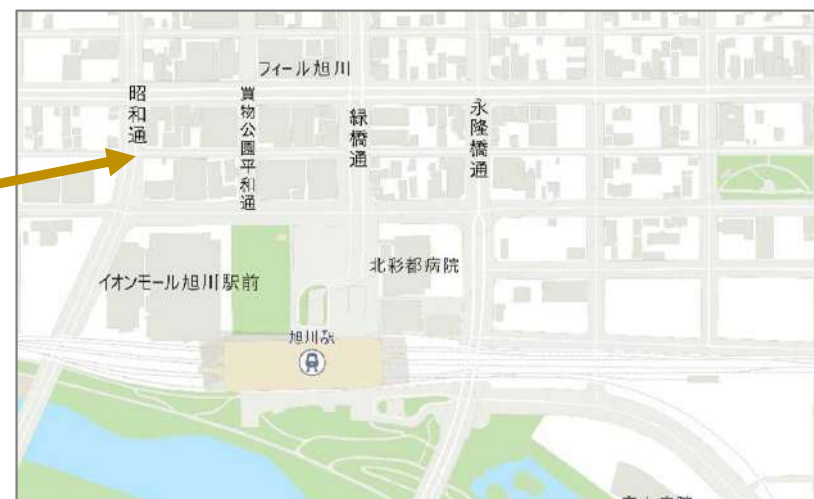 フィール旭川
昭和通
買物公園平和通
緑橋通
永隆橋通
北彩都病院
イオンモール旭川駅前
旭川駅